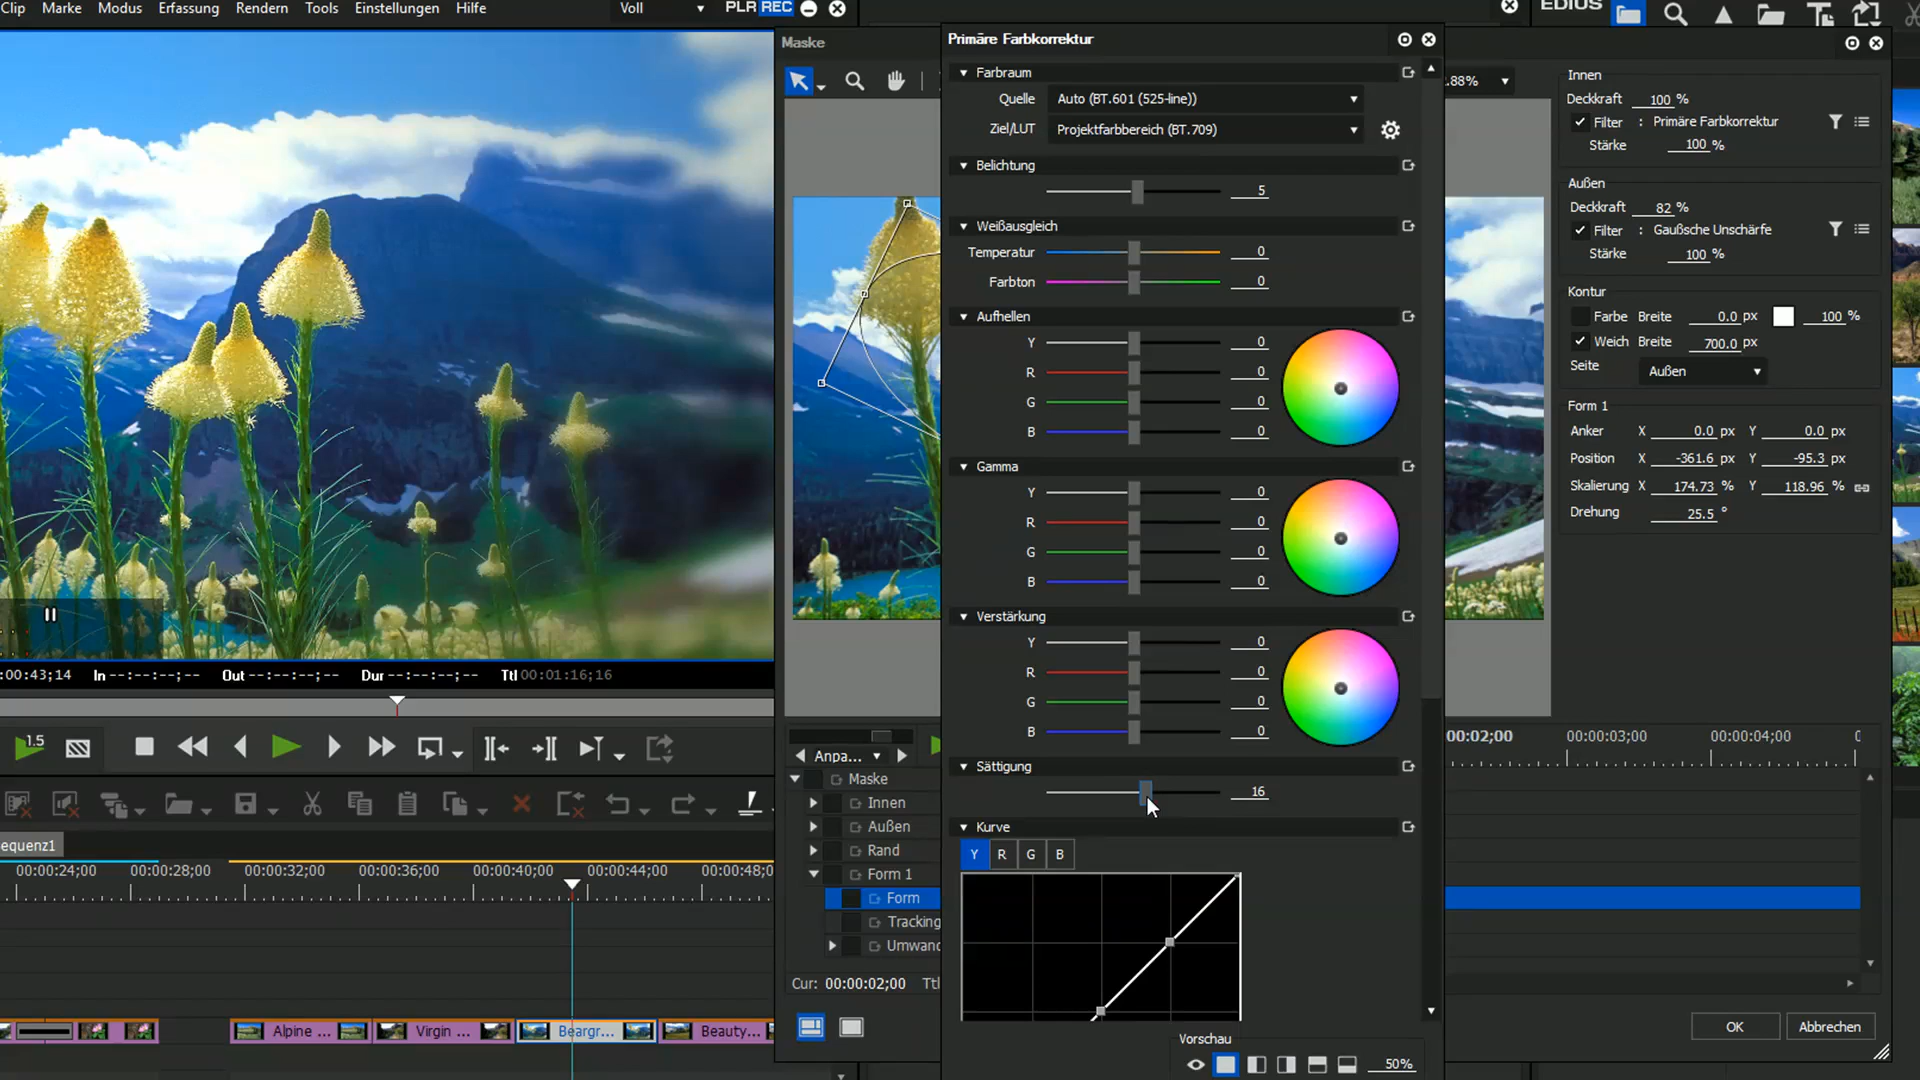 Clip Marke Modus Erfassung Rendern Tools Einstellungen Hilfe
Voll
PLR REC
EDIUS
Maske
.88%
Primäre Farbkorrektur
Farbraum
Quelle Auto (BT.601 (525-line))
Ziel/LUT Projektfarbbereich (BT.709)
Belichtung
5
Weißausgleich
Temperatur 0
Farbton 0
Aufhellen
Y 0
R 0
G 0
B 0
Gamma
Y 0
R 0
G 0
B 0
Verstärkung
Y 0
R 0
G 0
B 0
Sättigung
16
Kurve
Y R G B
Vorschau
50%
Innen
Deckkraft 100 %
Filter : Primäre Farbkorrektur
Stärke 100 %
Außen
Deckkraft 82 %
Filter : Gaußsche Unschärfe
Stärke 100 %
Kontur
Farbe Breite 0.0 px 100 %
Weich Breite 700.0 px
Seite Außen
Form 1
Anker X 0.0 px Y 0.0 px
Position X -361.6 px Y -95.3 px
Skalierung X 174.73 % Y 118.96 %
Drehung 25.5 °
:00:43;14 In --:--:--;-- Out --:--:--;-- Dur --:--:--;-- Ttl 00:01:16;16
1.5
Anpa...
Maske
Innen
Außen
Rand
Form 1
Form
Tracking
Umwand
Cur: 00:00:02;00 Ttl
00:02;00 00:00:03;00 00:00:04;00
equenz1
00:00:24;00 00:00:28;00 00:00:32;00 00:00:36;00 00:00:40;00 00:00:44;00 00:00:48;0
Alpine ... Virgin ... Beargr... Beauty...
OK Abbrechen